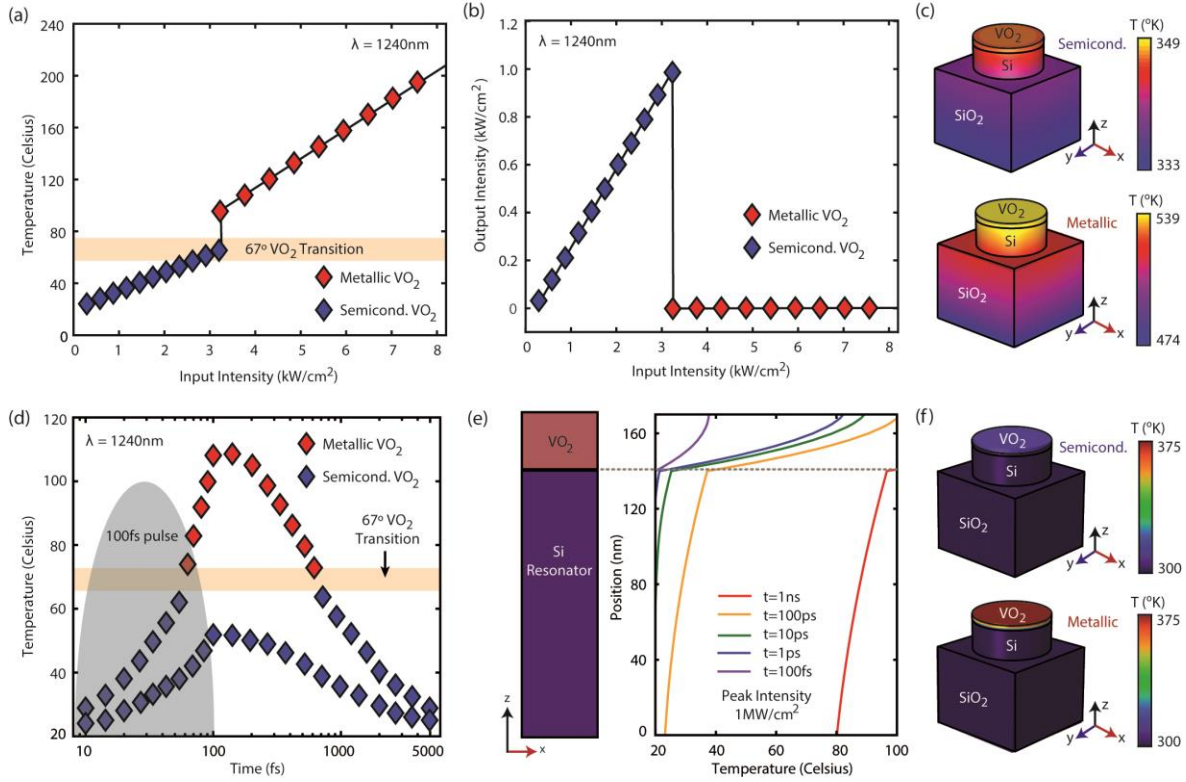 (a)
λ = 1240nm
Temperature (Celsius)
240
200
160
120
80
40
0
67º VO2 Transition
Metallic VO2
Semicond. VO2
0 1 2 3 4 5 6 7 8
Input Intensity (kW/cm2)
(b)
λ = 1240nm
Output Intensity (kW/cm2)
1.2
1.0
0.8
0.6
0.4
0.2
0
Metallic VO2
Semicond. VO2
0 1 2 3 4 5 6 7 8
Input Intensity (kW/cm2)
(c)
T (ºK)
VO2
Semicond.
349
Si
SiO2
z
y
x
333
T (ºK)
VO2
Metallic
539
Si
SiO2
z
y
x
474
(d)
λ = 1240nm
Temperature (Celsius)
120
100
80
60
40
20
Metallic VO2
Semicond. VO2
100fs pulse
67º VO2
Transition
10 100 1000 5000
Time (fs)
(e)
VO2
Si
Resonator
z
x
Position (nm)
160
120
80
40
0
t=1ns
t=100ps
t=10ps
t=1ps
t=100fs
Peak Intensity
1MW/cm2
20 40 60 80 100
Temperature (Celsius)
(f)
T (ºK)
VO2
Semicond.
375
Si
SiO2
z
y
x
300
T (ºK)
VO2
Metallic
375
Si
SiO2
z
y
x
300